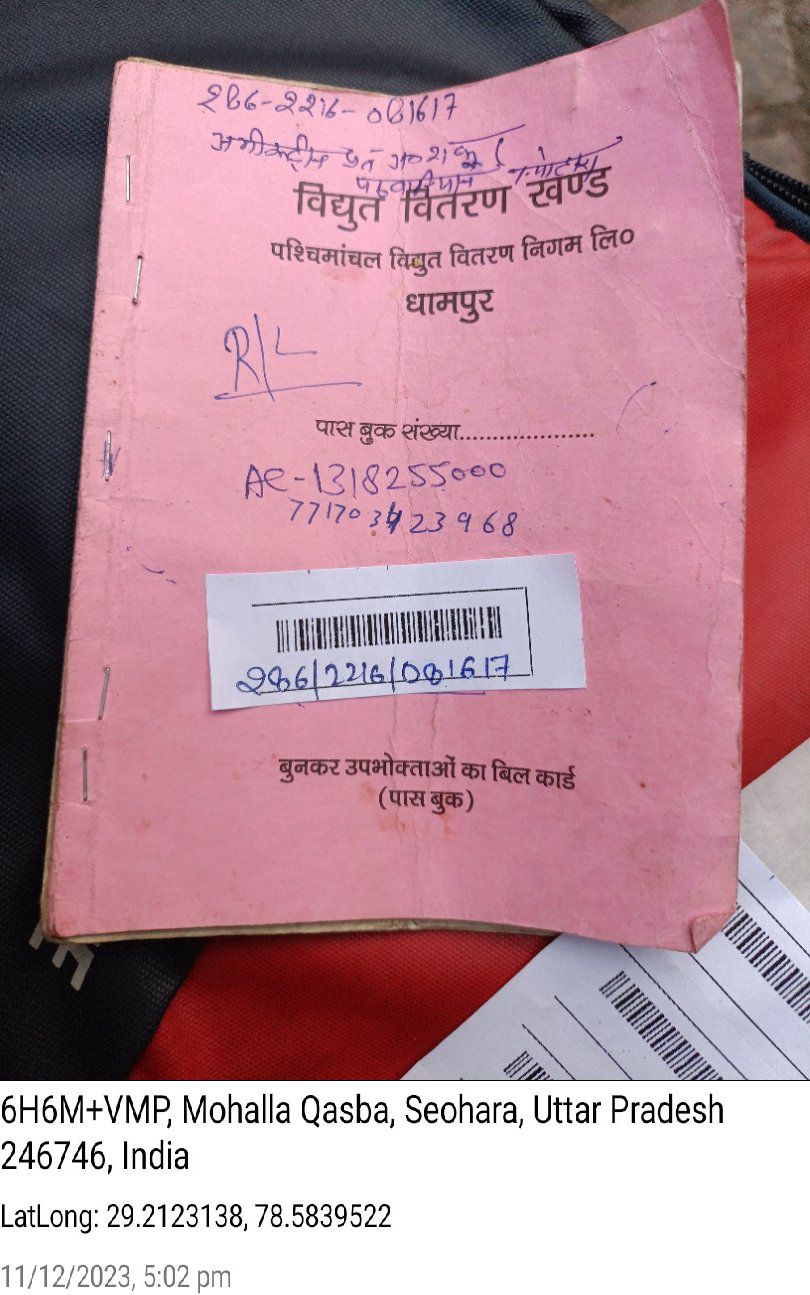 286-2216-081617
पुत्र
विद्युत वितरण खण्ड
पश्चिमांचल विद्युत वितरण निगम लि०
धामपुर
R/L
पास बुक संख्या....................
AC-1318255000
771703423968
286/2216/081617
बुनकर उपभोक्ताओं का बिल कार्ड
(पास बुक)
6H6M+VMP, Mohalla Qasba, Seohara, Uttar Pradesh
246746, India
LatLong: 29.2123138, 78.5839522
11/12/2023, 5:02 pm